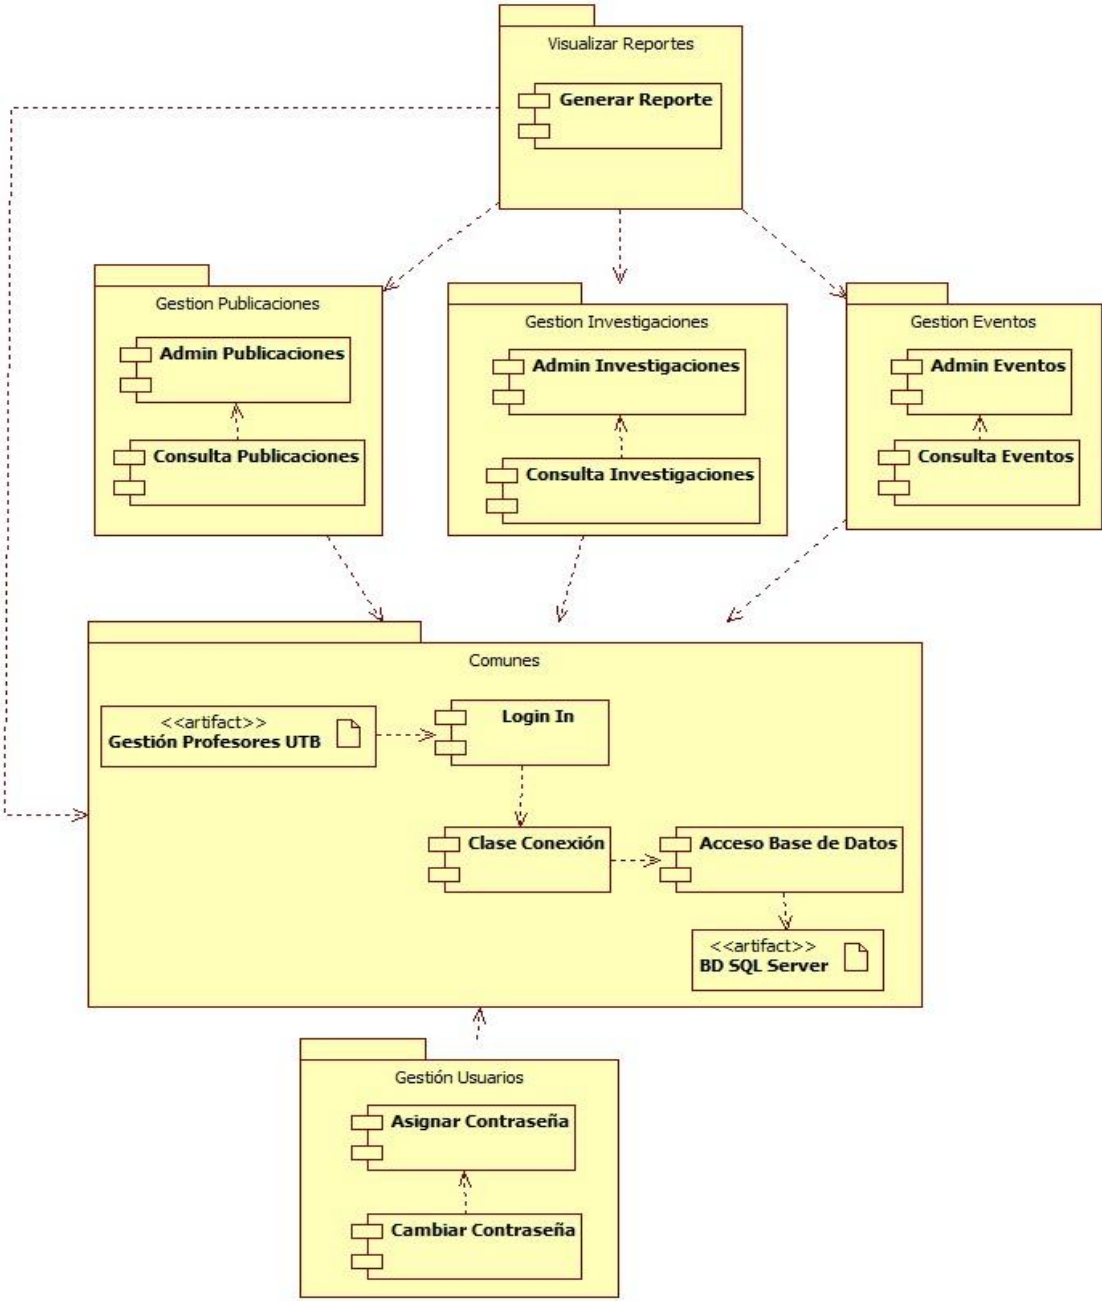 Visualizar Reportes
Generar Reporte
Gestion Publicaciones
Admin Publicaciones
Consulta Publicaciones
Gestion Investigaciones
Admin Investigaciones
Consulta Investigaciones
Gestion Eventos
Admin Eventos
Consulta Eventos
Comunes
<<artifact>>
Gestión Profesores UTB
Login In
Clase Conexión
Acceso Base de Datos
<<artifact>>
BD SQL Server
Gestión Usuarios
Asignar Contraseña
Cambiar Contraseña